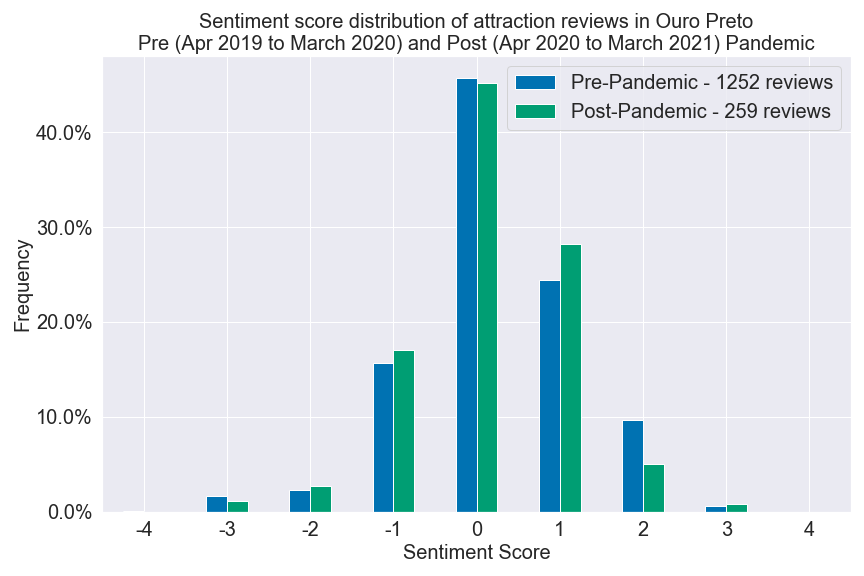 Sentiment score distribution of attraction reviews in Ouro Preto
Pre (Apr 2019 to March 2020) and Post (Apr 2020 to March 2021) Pandemic
Pre-Pandemic - 1252 reviews
Post-Pandemic - 259 reviews
40.0%
30.0%
20.0%
10.0%
0.0%
Frequency
-4 -3 -2 -1 0 1 2 3 4
Sentiment Score